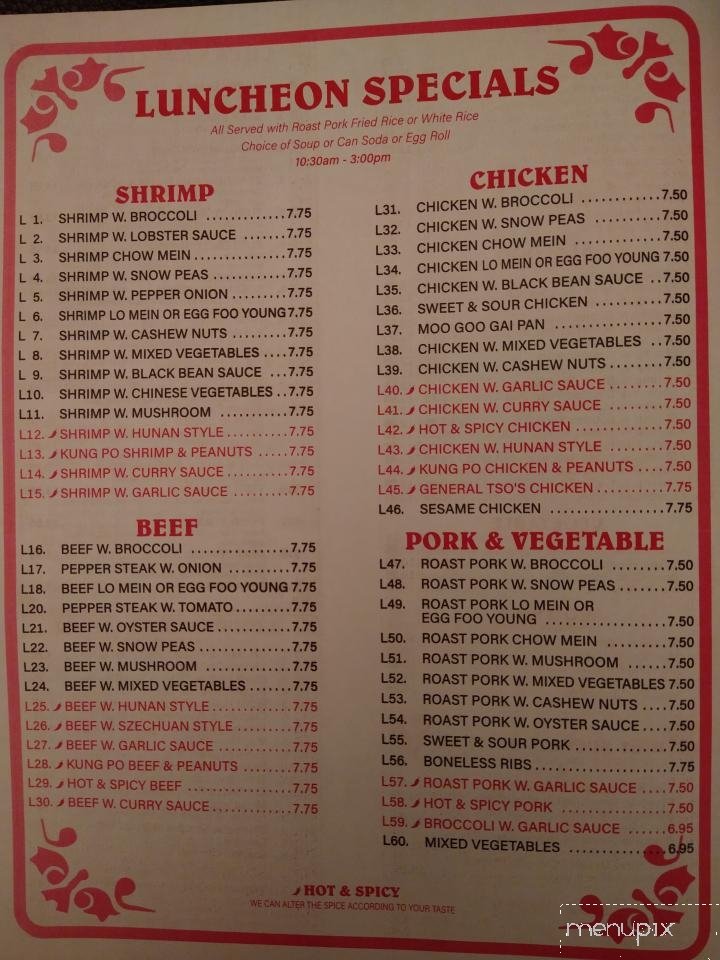 LUNCHEON SPECIALS
All Served with Roast Pork Fried Rice or White Rice
Choice of Soup or Can Soda or Egg Roll
10:30am - 3:00pm
SHRIMP
L 1. SHRIMP W. BROCCOLI .............7.75
L 2. SHRIMP W. LOBSTER SAUCE .......7.75
L 3. SHRIMP CHOW MEIN ...............7.75
L 4. SHRIMP W. SNOW PEAS ............7.75
L 5. SHRIMP W. PEPPER ONION .........7.75
L 6. SHRIMP LO MEIN OR EGG FOO YOUNG 7.75
L 7. SHRIMP W. CASHEW NUTS .........7.75
L 8. SHRIMP W. MIXED VEGETABLES ....7.75
L 9. SHRIMP W. BLACK BEAN SAUCE ...7.75
L10. SHRIMP W. CHINESE VEGETABLES ..7.75
L11. SHRIMP W. MUSHROOM ............7.75
L12. SHRIMP W. HUNAN STYLE ..........7.75
L13. KUNG PO SHRIMP & PEANUTS .....7.75
L14. SHRIMP W. CURRY SAUCE ..........7.75
L15. SHRIMP W. GARLIC SAUCE .........7.75
BEEF
L16. BEEF W. BROCCOLI ...............7.75
L17. PEPPER STEAK W. ONION ..........7.75
L18. BEEF LO MEIN OR EGG FOO YOUNG 7.75
L20. PEPPER STEAK W. TOMATO .........7.75
L21. BEEF W. OYSTER SAUCE ............7.75
L22. BEEF W. SNOW PEAS ...............7.75
L23. BEEF W. MUSHROOM ...............7.75
L24. BEEF W. MIXED VEGETABLES .......7.75
L25. BEEF W. HUNAN STYLE .............7.75
L26. BEEF W. SZECHUAN STYLE .........7.75
L27. BEEF W. GARLIC SAUCE ............7.75
L28. KUNG PO BEEF & PEANUTS ........7.75
L29. HOT & SPICY BEEF ................7.75
L30. BEEF W. CURRY SAUCE .............7.75
CHICKEN
L31. CHICKEN W. BROCCOLI ............7.50
L32. CHICKEN W. SNOW PEAS ..........7.50
L33. CHICKEN CHOW MEIN .............7.50
L34. CHICKEN LO MEIN OR EGG FOO YOUNG 7.50
L35. CHICKEN W. BLACK BEAN SAUCE ..7.50
L36. SWEET & SOUR CHICKEN ..........7.50
L37. MOO GOO GAI PAN ................7.50
L38. CHICKEN W. MIXED VEGETABLES ..7.50
L39. CHICKEN W. CASHEW NUTS ........7.50
L40. CHICKEN W. GARLIC SAUCE ........7.50
L41. CHICKEN W. CURRY SAUCE .........7.50
L42. HOT & SPICY CHICKEN .............7.50
L43. CHICKEN W. HUNAN STYLE ........7.50
L44. KUNG PO CHICKEN & PEANUTS ....7.50
L45. GENERAL TSO'S CHICKEN ..........7.75
L46. SESAME CHICKEN .................7.75
PORK & VEGETABLE
L47. ROAST PORK W. BROCCOLI .........7.50
L48. ROAST PORK W. SNOW PEAS .......7.50
L49. ROAST PORK LO MEIN OR
EGG FOO YOUNG ..................7.50
L50. ROAST PORK CHOW MEIN ..........7.50
L51. ROAST PORK W. MUSHROOM .......7.50
L52. ROAST PORK W. MIXED VEGETABLES 7.50
L53. ROAST PORK W. CASHEW NUTS ....7.50
L54. ROAST PORK W. OYSTER SAUCE ....7.50
L55. SWEET & SOUR PORK ..............7.50
L56. BONELESS RIBS ...................7.75
L57. ROAST PORK W. GARLIC SAUCE ....7.50
L58. HOT & SPICY PORK ...............7.50
L59. BROCCOLI W. GARLIC SAUCE ......6.95
L60. MIXED VEGETABLES ...............6.95
HOT & SPICY
WE CAN ALTER THE SPICE ACCORDING TO YOUR TASTE
menupix